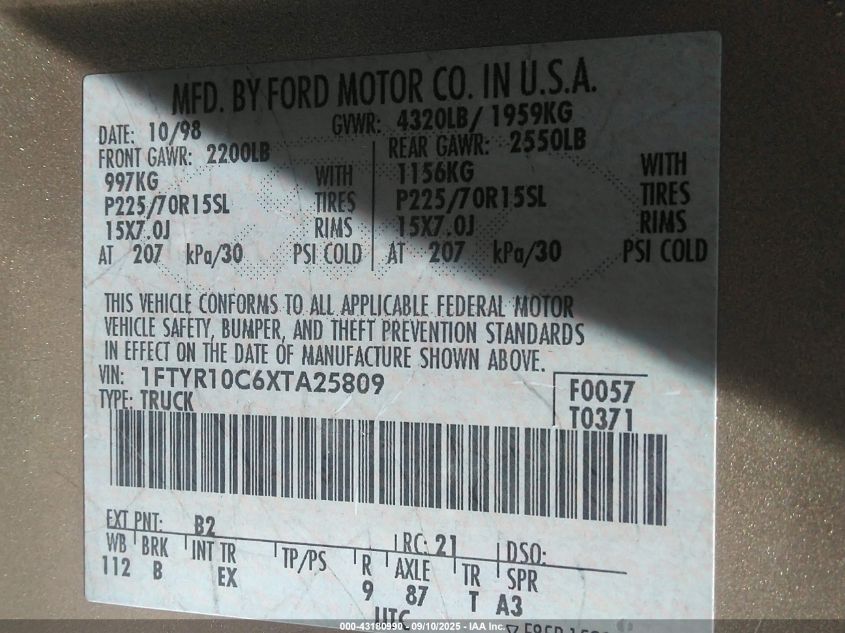 MFD. BY FORD MOTOR CO. IN U.S.A.
DATE: 10/98 GVWR: 4320LB/ 1959KG
FRONT GAWR: 2200LB REAR GAWR: 2550LB
997KG WITH 1156KG WITH
P225/70R15SL TIRES P225/70R15SL TIRES
15X7.0J RIMS 15X7.0J RIMS
AT 207 kPa/30 PSI COLD AT 207 kPa/30 PSI COLD
THIS VEHICLE CONFORMS TO ALL APPLICABLE FEDERAL MOTOR
VEHICLE SAFETY, BUMPER, AND THEFT PREVENTION STANDARDS
IN EFFECT ON THE DATE OF MANUFACTURE SHOWN ABOVE.
VIN: 1FTYR10C6XTA25809 F0057
TYPE: TRUCK T0371
EXT PNT: B2 RC: 21 DSO:
WB BRK INT TR TP/PS R AXLE TR SPR
112 B EX 9 87 T A3
UTC
000-43180990 - 09/10/2025 - IAA Inc.